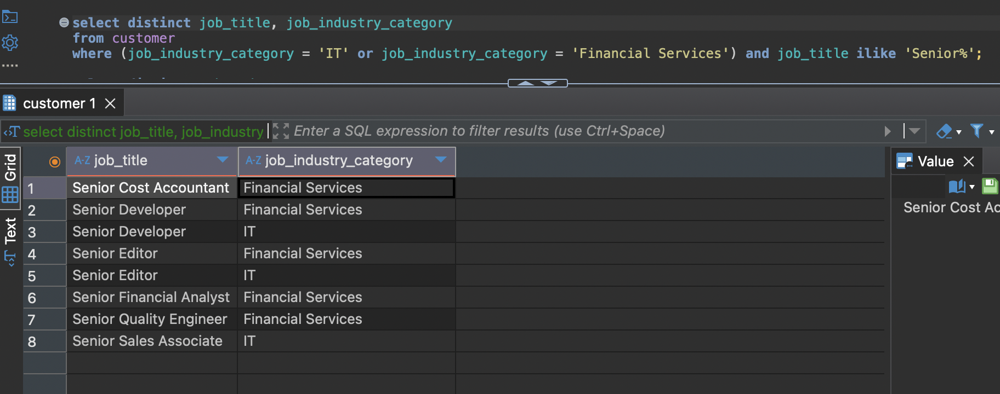 select distinct job_title, job_industry_category
from customer
where (job_industry_category = 'IT' or job_industry_category = 'Financial Services') and job_title ilike 'Senior%';
customer 1
select distinct job_title, job_industry
Enter a SQL expression to filter results (use Ctrl+Space)
Grid
Text
A-Z job_title A-Z job_industry_category
1 Senior Cost Accountant Financial Services
2 Senior Developer Financial Services
3 Senior Developer IT
4 Senior Editor Financial Services
5 Senior Editor IT
6 Senior Financial Analyst Financial Services
7 Senior Quality Engineer Financial Services
8 Senior Sales Associate IT
Value
Senior Cost Ac